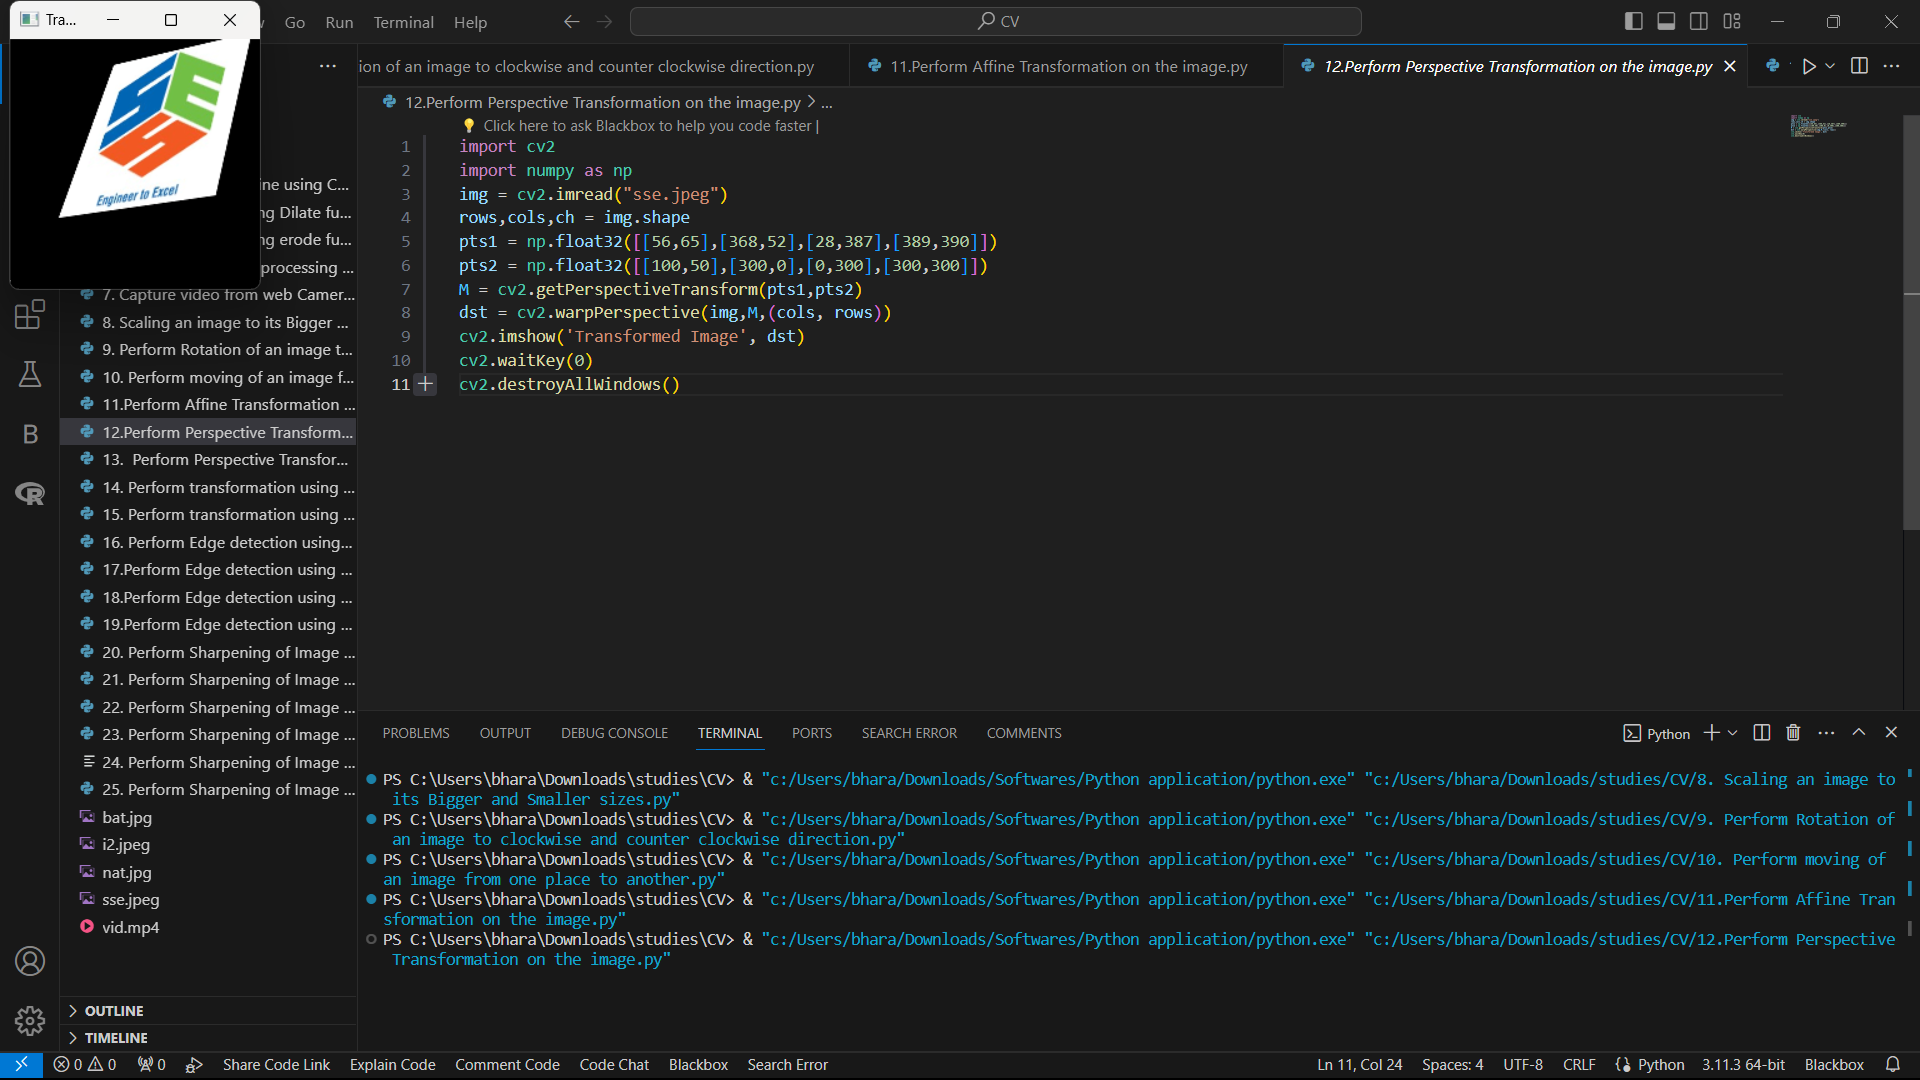 Tra...
Go Run Terminal Help
CV
SES
Engineer to Excel
ion of an image to clockwise and counter clockwise direction.py
11.Perform Affine Transformation on the image.py
12.Perform Perspective Transformation on the image.py
12.Perform Perspective Transformation on the image.py > ...
Click here to ask Blackbox to help you code faster |
1 import cv2
2 import numpy as np
3 img = cv2.imread("sse.jpeg")
4 rows,cols,ch = img.shape
5 pts1 = np.float32([[56,65],[368,52],[28,387],[389,390]])
6 pts2 = np.float32([[100,50],[300,0],[0,300],[300,300]])
7 M = cv2.getPerspectiveTransform(pts1,pts2)
8 dst = cv2.warpPerspective(img,M,(cols, rows))
9 cv2.imshow('Transformed Image', dst)
10 cv2.waitKey(0)
11 cv2.destroyAllWindows()
ine using C...
ng Dilate fu...
ng erode fu...
processing ...
7. Capture video from web Camer...
8. Scaling an image to its Bigger ...
9. Perform Rotation of an image t...
10. Perform moving of an image f...
11.Perform Affine Transformation ...
12.Perform Perspective Transform...
13. Perform Perspective Transfor...
14. Perform transformation using ...
15. Perform transformation using ...
16. Perform Edge detection using...
17.Perform Edge detection using ...
18.Perform Edge detection using ...
19.Perform Edge detection using ...
20. Perform Sharpening of Image ...
21. Perform Sharpening of Image ...
22. Perform Sharpening of Image ...
23. Perform Sharpening of Image ...
24. Perform Sharpening of Image ...
25. Perform Sharpening of Image ...
bat.jpg
i2.jpeg
nat.jpg
sse.jpeg
vid.mp4
OUTLINE
TIMELINE
B
R
PROBLEMS OUTPUT DEBUG CONSOLE TERMINAL PORTS SEARCH ERROR COMMENTS
Python
PS C:\Users\bhara\Downloads\studies\CV> & "c:/Users/bhara/Downloads/Softwares/Python application/python.exe" "c:/Users/bhara/Downloads/studies/CV/8. Scaling an image to
its Bigger and Smaller sizes.py"
PS C:\Users\bhara\Downloads\studies\CV> & "c:/Users/bhara/Downloads/Softwares/Python application/python.exe" "c:/Users/bhara/Downloads/studies/CV/9. Perform Rotation of
an image to clockwise and counter clockwise direction.py"
PS C:\Users\bhara\Downloads\studies\CV> & "c:/Users/bhara/Downloads/Softwares/Python application/python.exe" "c:/Users/bhara/Downloads/studies/CV/10. Perform moving of
an image from one place to another.py"
PS C:\Users\bhara\Downloads\studies\CV> & "c:/Users/bhara/Downloads/Softwares/Python application/python.exe" "c:/Users/bhara/Downloads/studies/CV/11.Perform Affine Tran
sformation on the image.py"
PS C:\Users\bhara\Downloads\studies\CV> & "c:/Users/bhara/Downloads/Softwares/Python application/python.exe" "c:/Users/bhara/Downloads/studies/CV/12.Perform Perspective
Transformation on the image.py"
0 0 0 Share Code Link Explain Code Comment Code Code Chat Blackbox Search Error
Ln 11, Col 24 Spaces: 4 UTF-8 CRLF Python 3.11.3 64-bit Blackbox